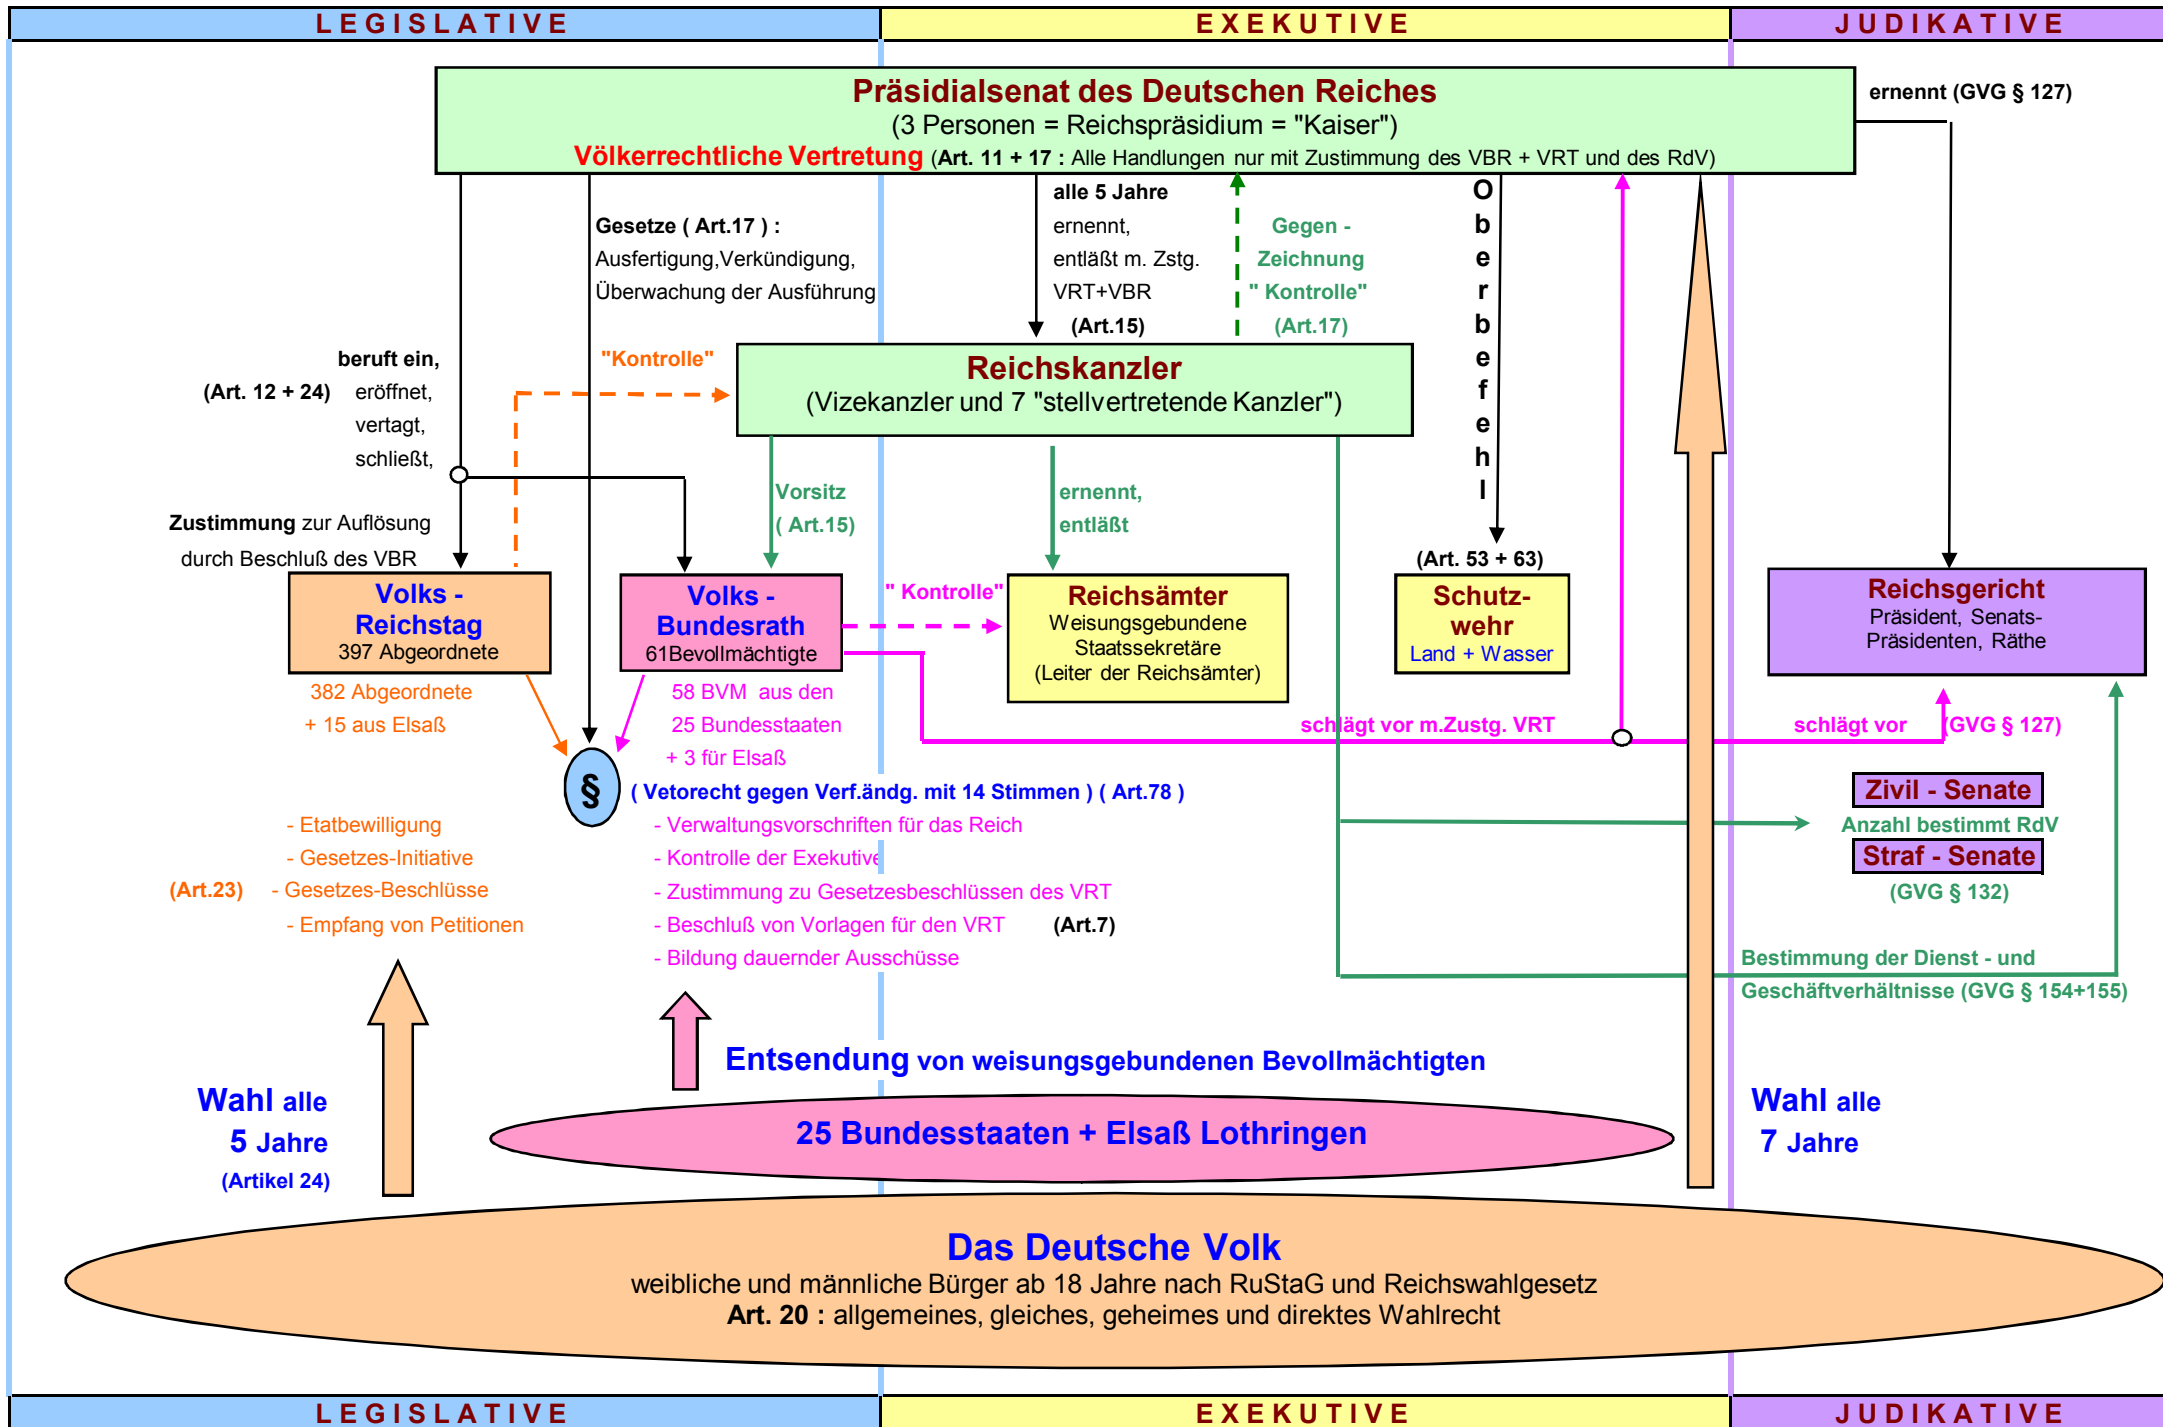 LEGISLATIVE
EXEKUTIVE
JUDIKATIVE
Präsidialsenat des Deutschen Reiches
(3 Personen = Reichspräsidium = "Kaiser")
Völkerrechtliche Vertretung (Art. 11 + 17 : Alle Handlungen nur mit Zustimmung des VBR + VRT und des RdV)
ernennt (GVG § 127)
Gesetze ( Art.17 ) :
Ausfertigung,Verkündigung,
Überwachung der Ausführung
alle 5 Jahre
ernennt,
entläßt m. Zstg.
VRT+VBR
(Art.15)
Gegen -
Zeichnung
" Kontrolle"
(Art.17)
Oberbefehl
beruft ein,
(Art. 12 + 24) eröffnet,
vertagt,
schließt,
"Kontrolle"
Reichskanzler
(Vizekanzler und 7 "stellvertretende Kanzler")
Zustimmung zur Auflösung
durch Beschluß des VBR
Vorsitz
( Art.15)
ernennt,
entläßt
(Art. 53 + 63)
Volks -
Reichstag
397 Abgeordnete
Volks -
Bundesrath
61Bevollmächtigte
" Kontrolle"
Reichsämter
Weisungsgebundene
Staatssekretäre
(Leiter der Reichsämter)
Schutz-
wehr
Land + Wasser
Reichsgericht
Präsident, Senats-
Präsidenten, Räthe
382 Abgeordnete
+ 15 aus Elsaß
58 BVM aus den
25 Bundesstaaten
+ 3 für Elsaß
schlägt vor m.Zustg. VRT
schlägt vor (GVG § 127)
§
( Vetorecht gegen Verf.ändg. mit 14 Stimmen ) ( Art.78 )
- Etatbewilligung
- Gesetzes-Initiative
(Art.23) - Gesetzes-Beschlüsse
- Empfang von Petitionen
- Verwaltungsvorschriften für das Reich
- Kontrolle der Exekutive
- Zustimmung zu Gesetzesbeschlüssen des VRT
- Beschluß von Vorlagen für den VRT (Art.7)
- Bildung dauernder Ausschüsse
Zivil - Senate
Anzahl bestimmt RdV
Straf - Senate
(GVG § 132)
Bestimmung der Dienst - und
Geschäftverhältnisse (GVG § 154+155)
Entsendung von weisungsgebundenen Bevollmächtigten
Wahl alle
5 Jahre
(Artikel 24)
25 Bundesstaaten + Elsaß Lothringen
Wahl alle
7 Jahre
Das Deutsche Volk
weibliche und männliche Bürger ab 18 Jahre nach RuStaG und Reichswahlgesetz
Art. 20 : allgemeines, gleiches, geheimes und direktes Wahlrecht
LEGISLATIVE
EXEKUTIVE
JUDIKATIVE